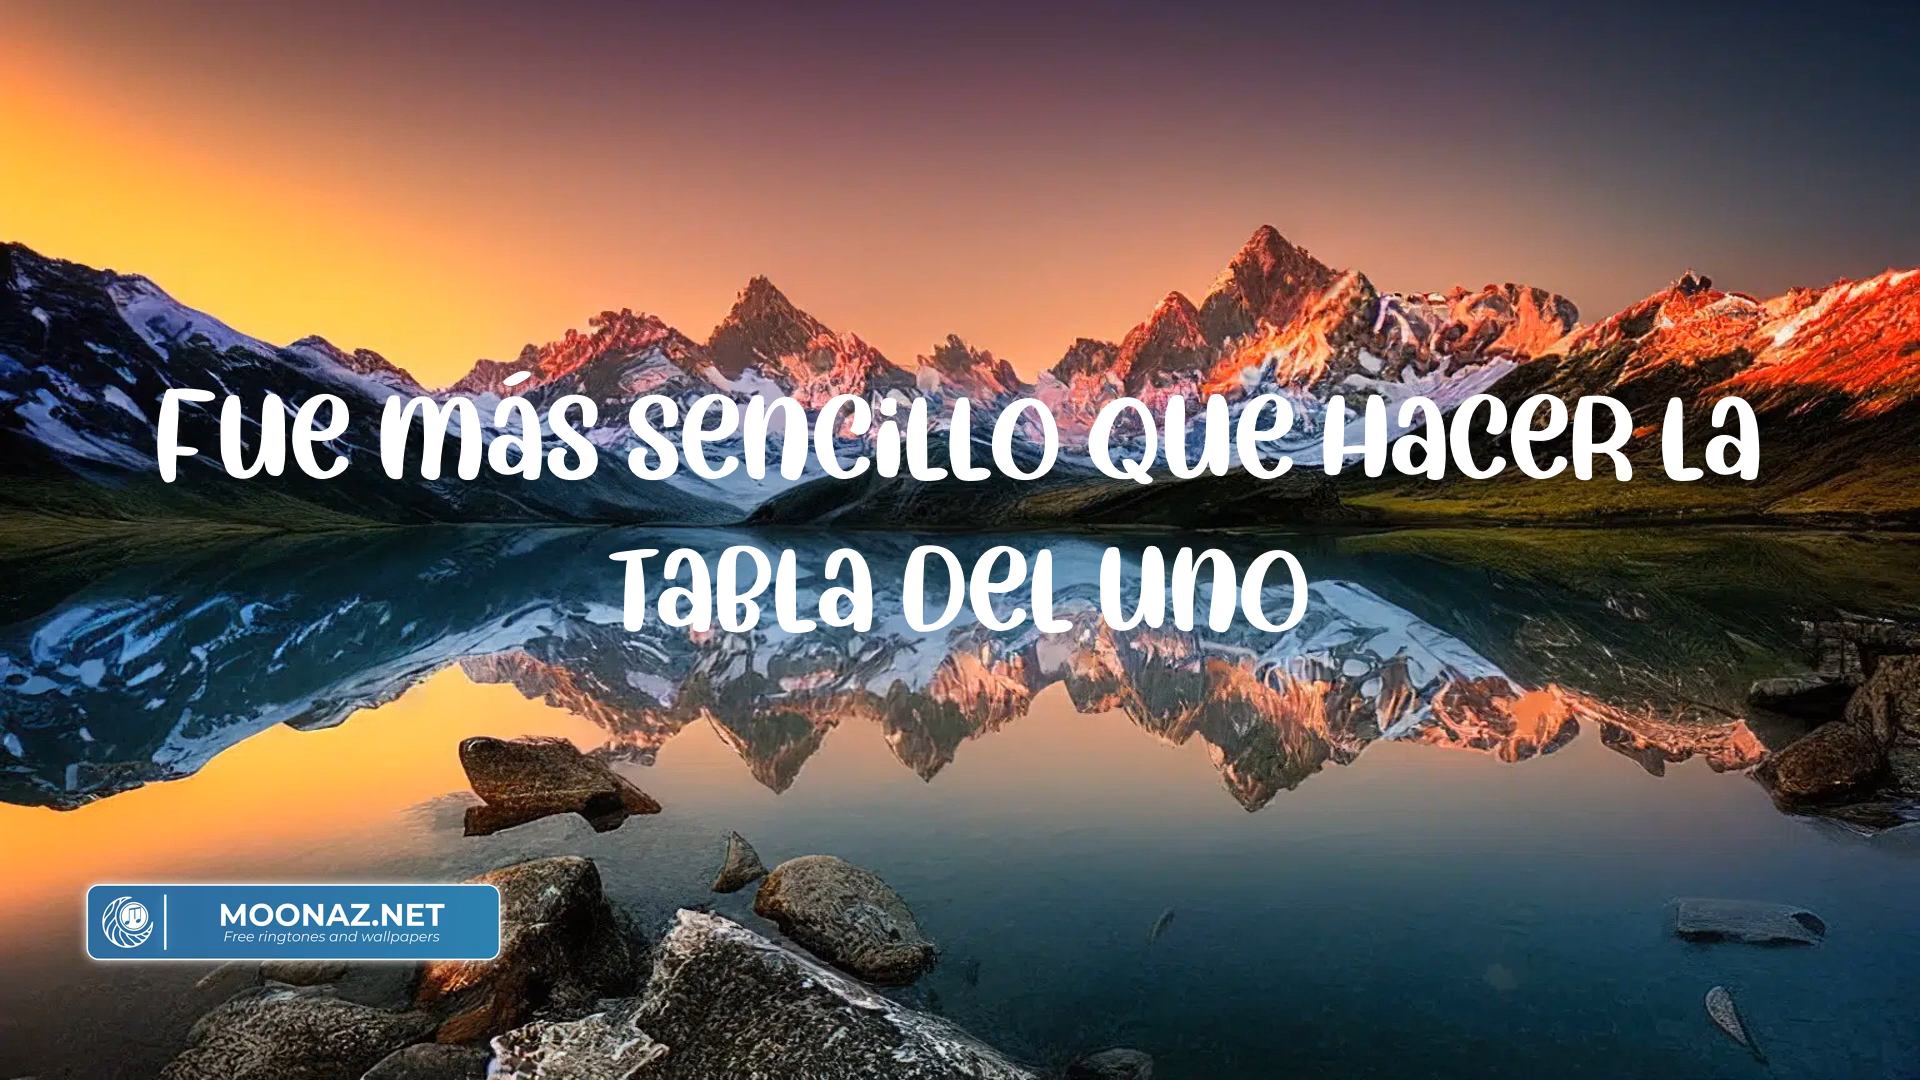 Fue más sencillo que hacer la
tabla del uno
MOONAZ.NET
Free ringtones and wallpapers